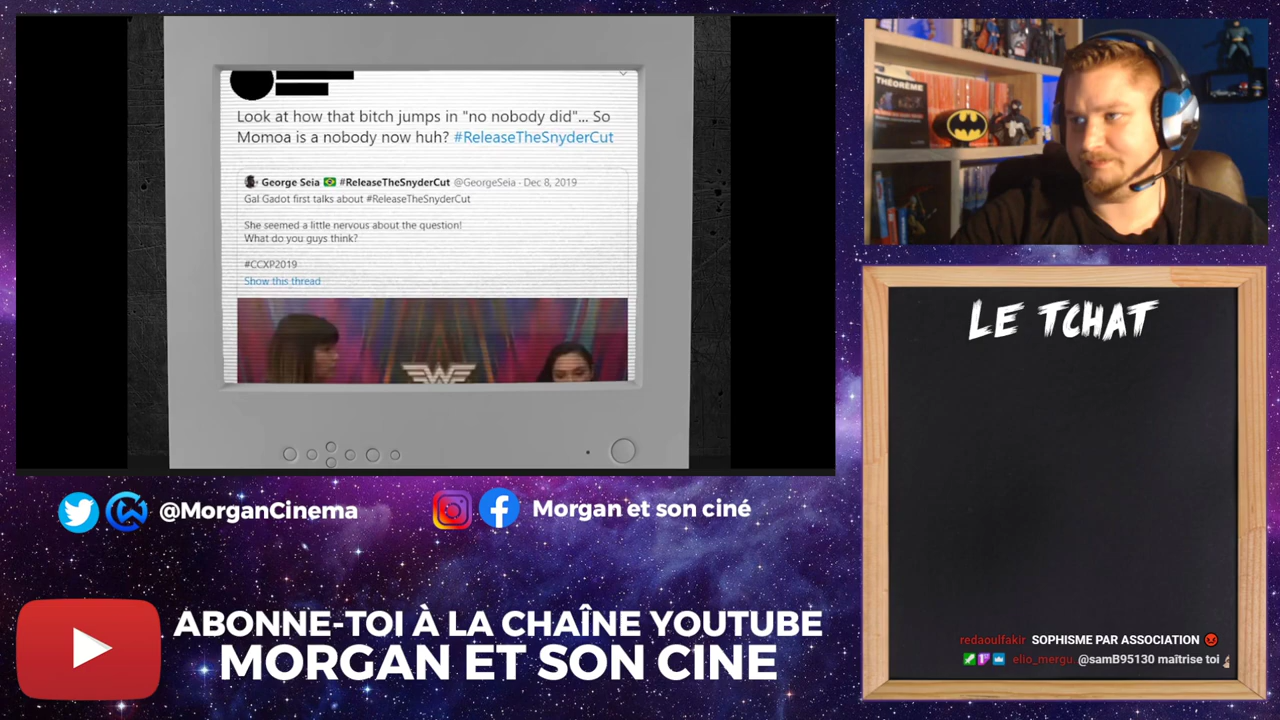 Look at how that bitch jumps in "no nobody did"... So
Momoa is a nobody now huh? #ReleaseTheSnyderCut
George Seia 🇧🇷 #ReleaseTheSnyderCut @GeorgeSeia · Dec 8, 2019
Gal Gadot first talks about #ReleaseTheSnyderCut
She seemed a little nervous about the question!
What do you guys think?
#CCXP2019
Show this thread
THÉORÈME
LE TCHAT
redaoulfakir SOPHISME PAR ASSOCIATION 😡
elio_mergu. @samB95130 maîtrise toi
@MorganCinema
Morgan et son ciné
ABONNE-TOI À LA CHAÎNE YOUTUBE
MORGAN ET SON CINE